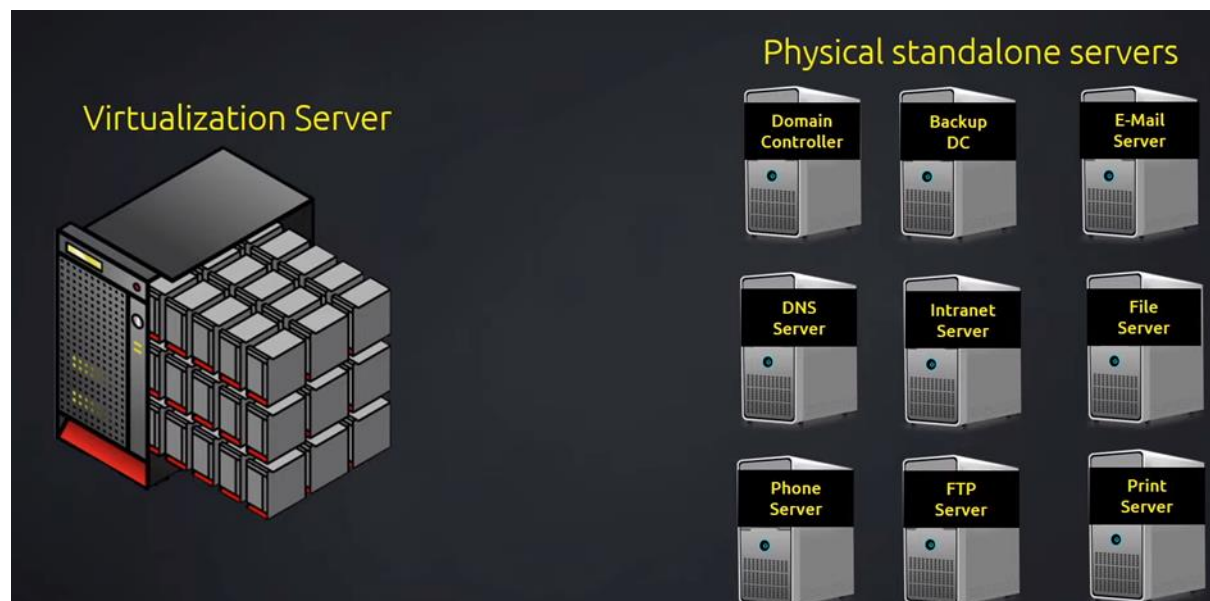 Physical standalone servers
Virtualization Server
Domain
Controller
Backup
DC
E-Mail
Server
DNS
Server
Intranet
Server
File
Server
Phone
Server
FTP
Server
Print
Server